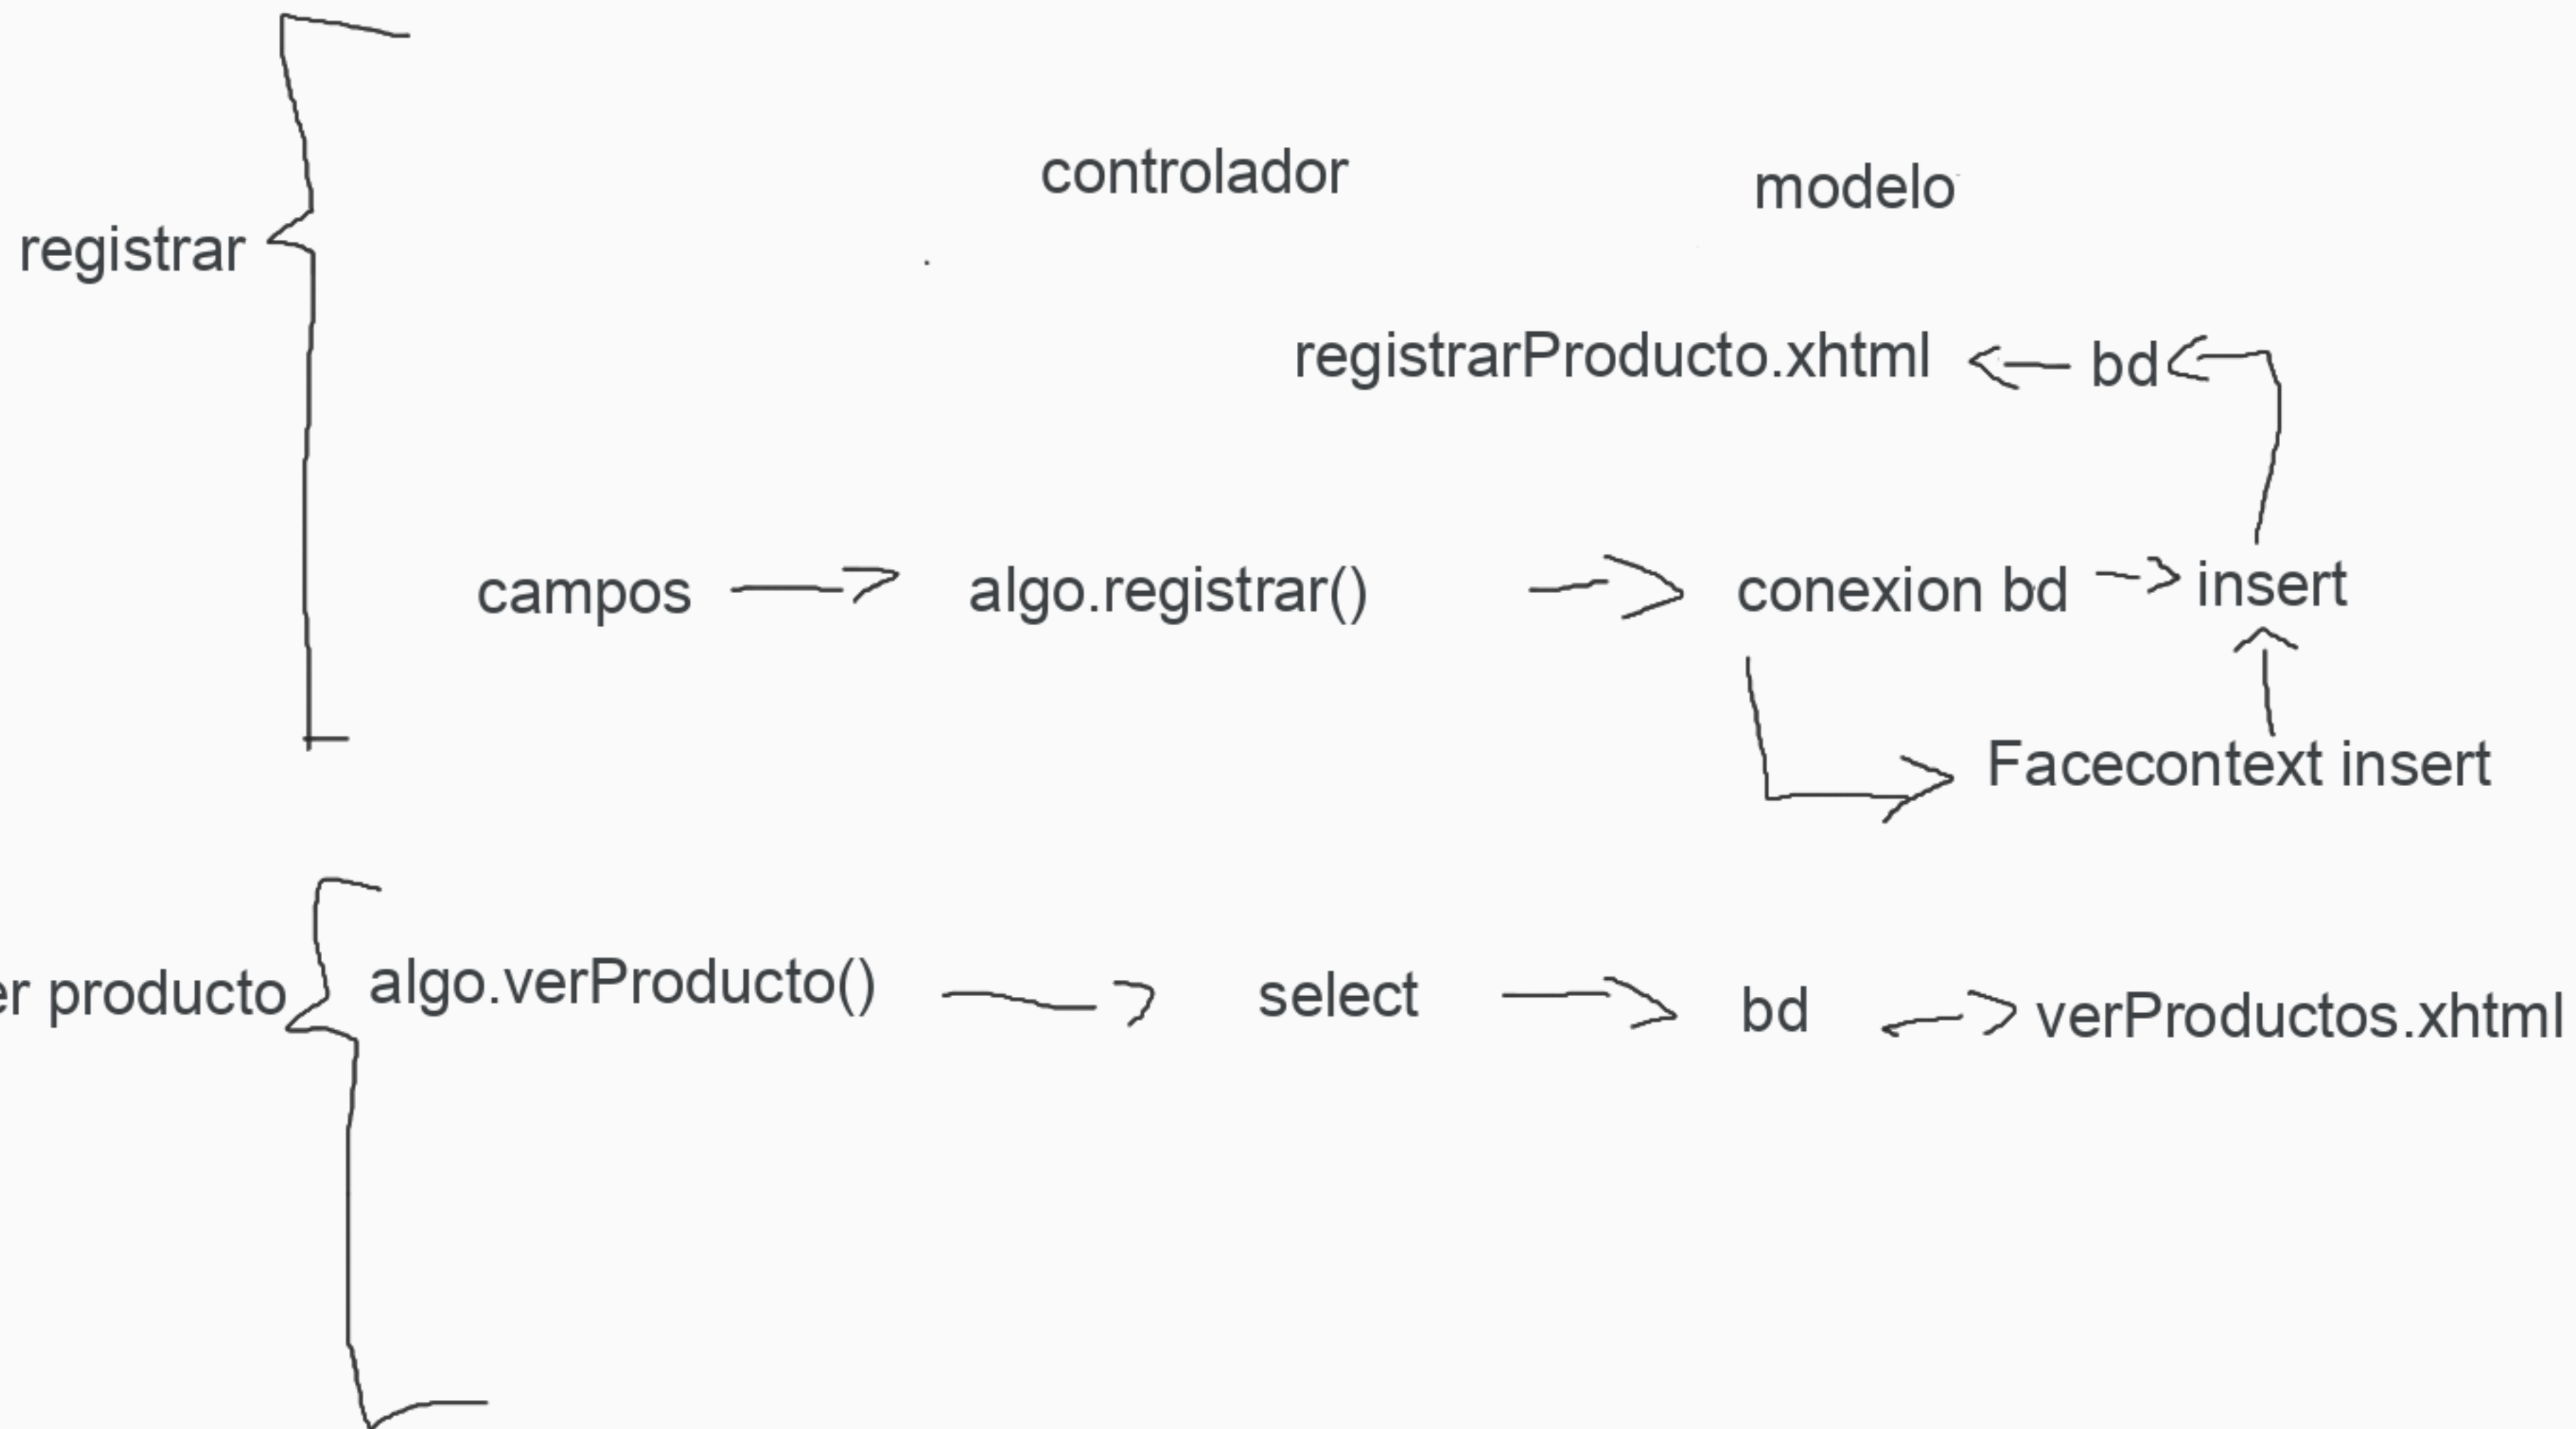 controlador
modelo
registrar
registrarProducto.xhtml
bd
campos
algo.registrar()
conexion bd
insert
Facecontext insert
producto
algo.verProducto()
select
bd
verProductos.xhtml